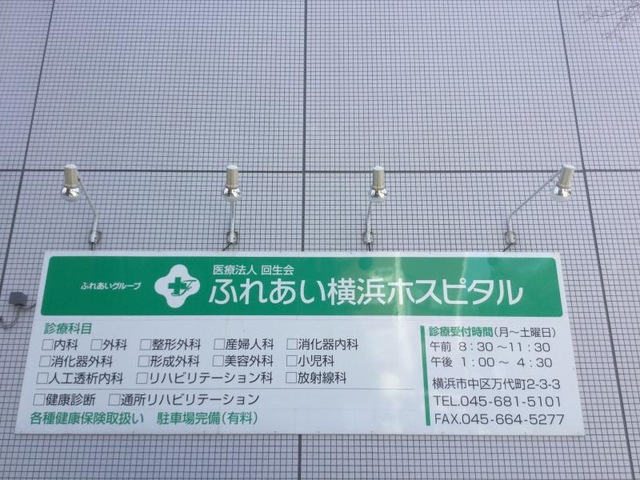 ふれあいグループ
医療法人 回生会
ふれあい横浜ホスピタル
診療科目
□内科 □外科 □整形外科 □産婦人科 □消化器内科
□消化器外科 □形成外科 □美容外科 □小児科
□人工透析内科 □リハビリテーション科 □放射線科
□健康診断 □通所リハビリテーション
各種健康保険取扱い 駐車場完備(有料)
診療受付時間(月〜土曜日)
午前 8:30〜11:30
午後 1:00〜 4:30
横浜市中区万代町2-2-3-3
TEL.045-681-5101
FAX.045-664-5277